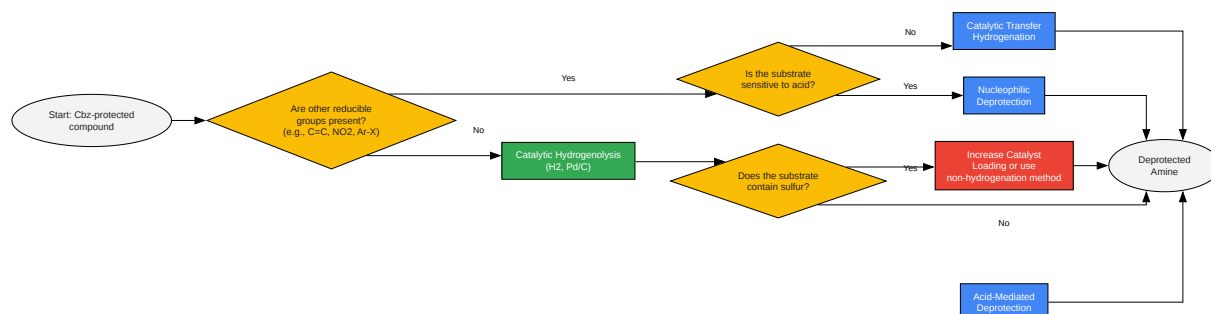 Start: Cbz-protected
compound
Are other reducible
groups present?
(e.g., C=C, NO2, Ar-X)
Yes
No
Catalytic Hydrogenolysis
(H2, Pd/C)
Is the substrate
sensitive to acid?
No
Yes
Catalytic Transfer
Hydrogenation
Nucleophilic
Deprotection
Does the substrate
contain sulfur?
Yes
No
Increase Catalyst
Loading or use
non-hydrogenation method
Deprotected
Amine
Acid-Mediated
Deprotection